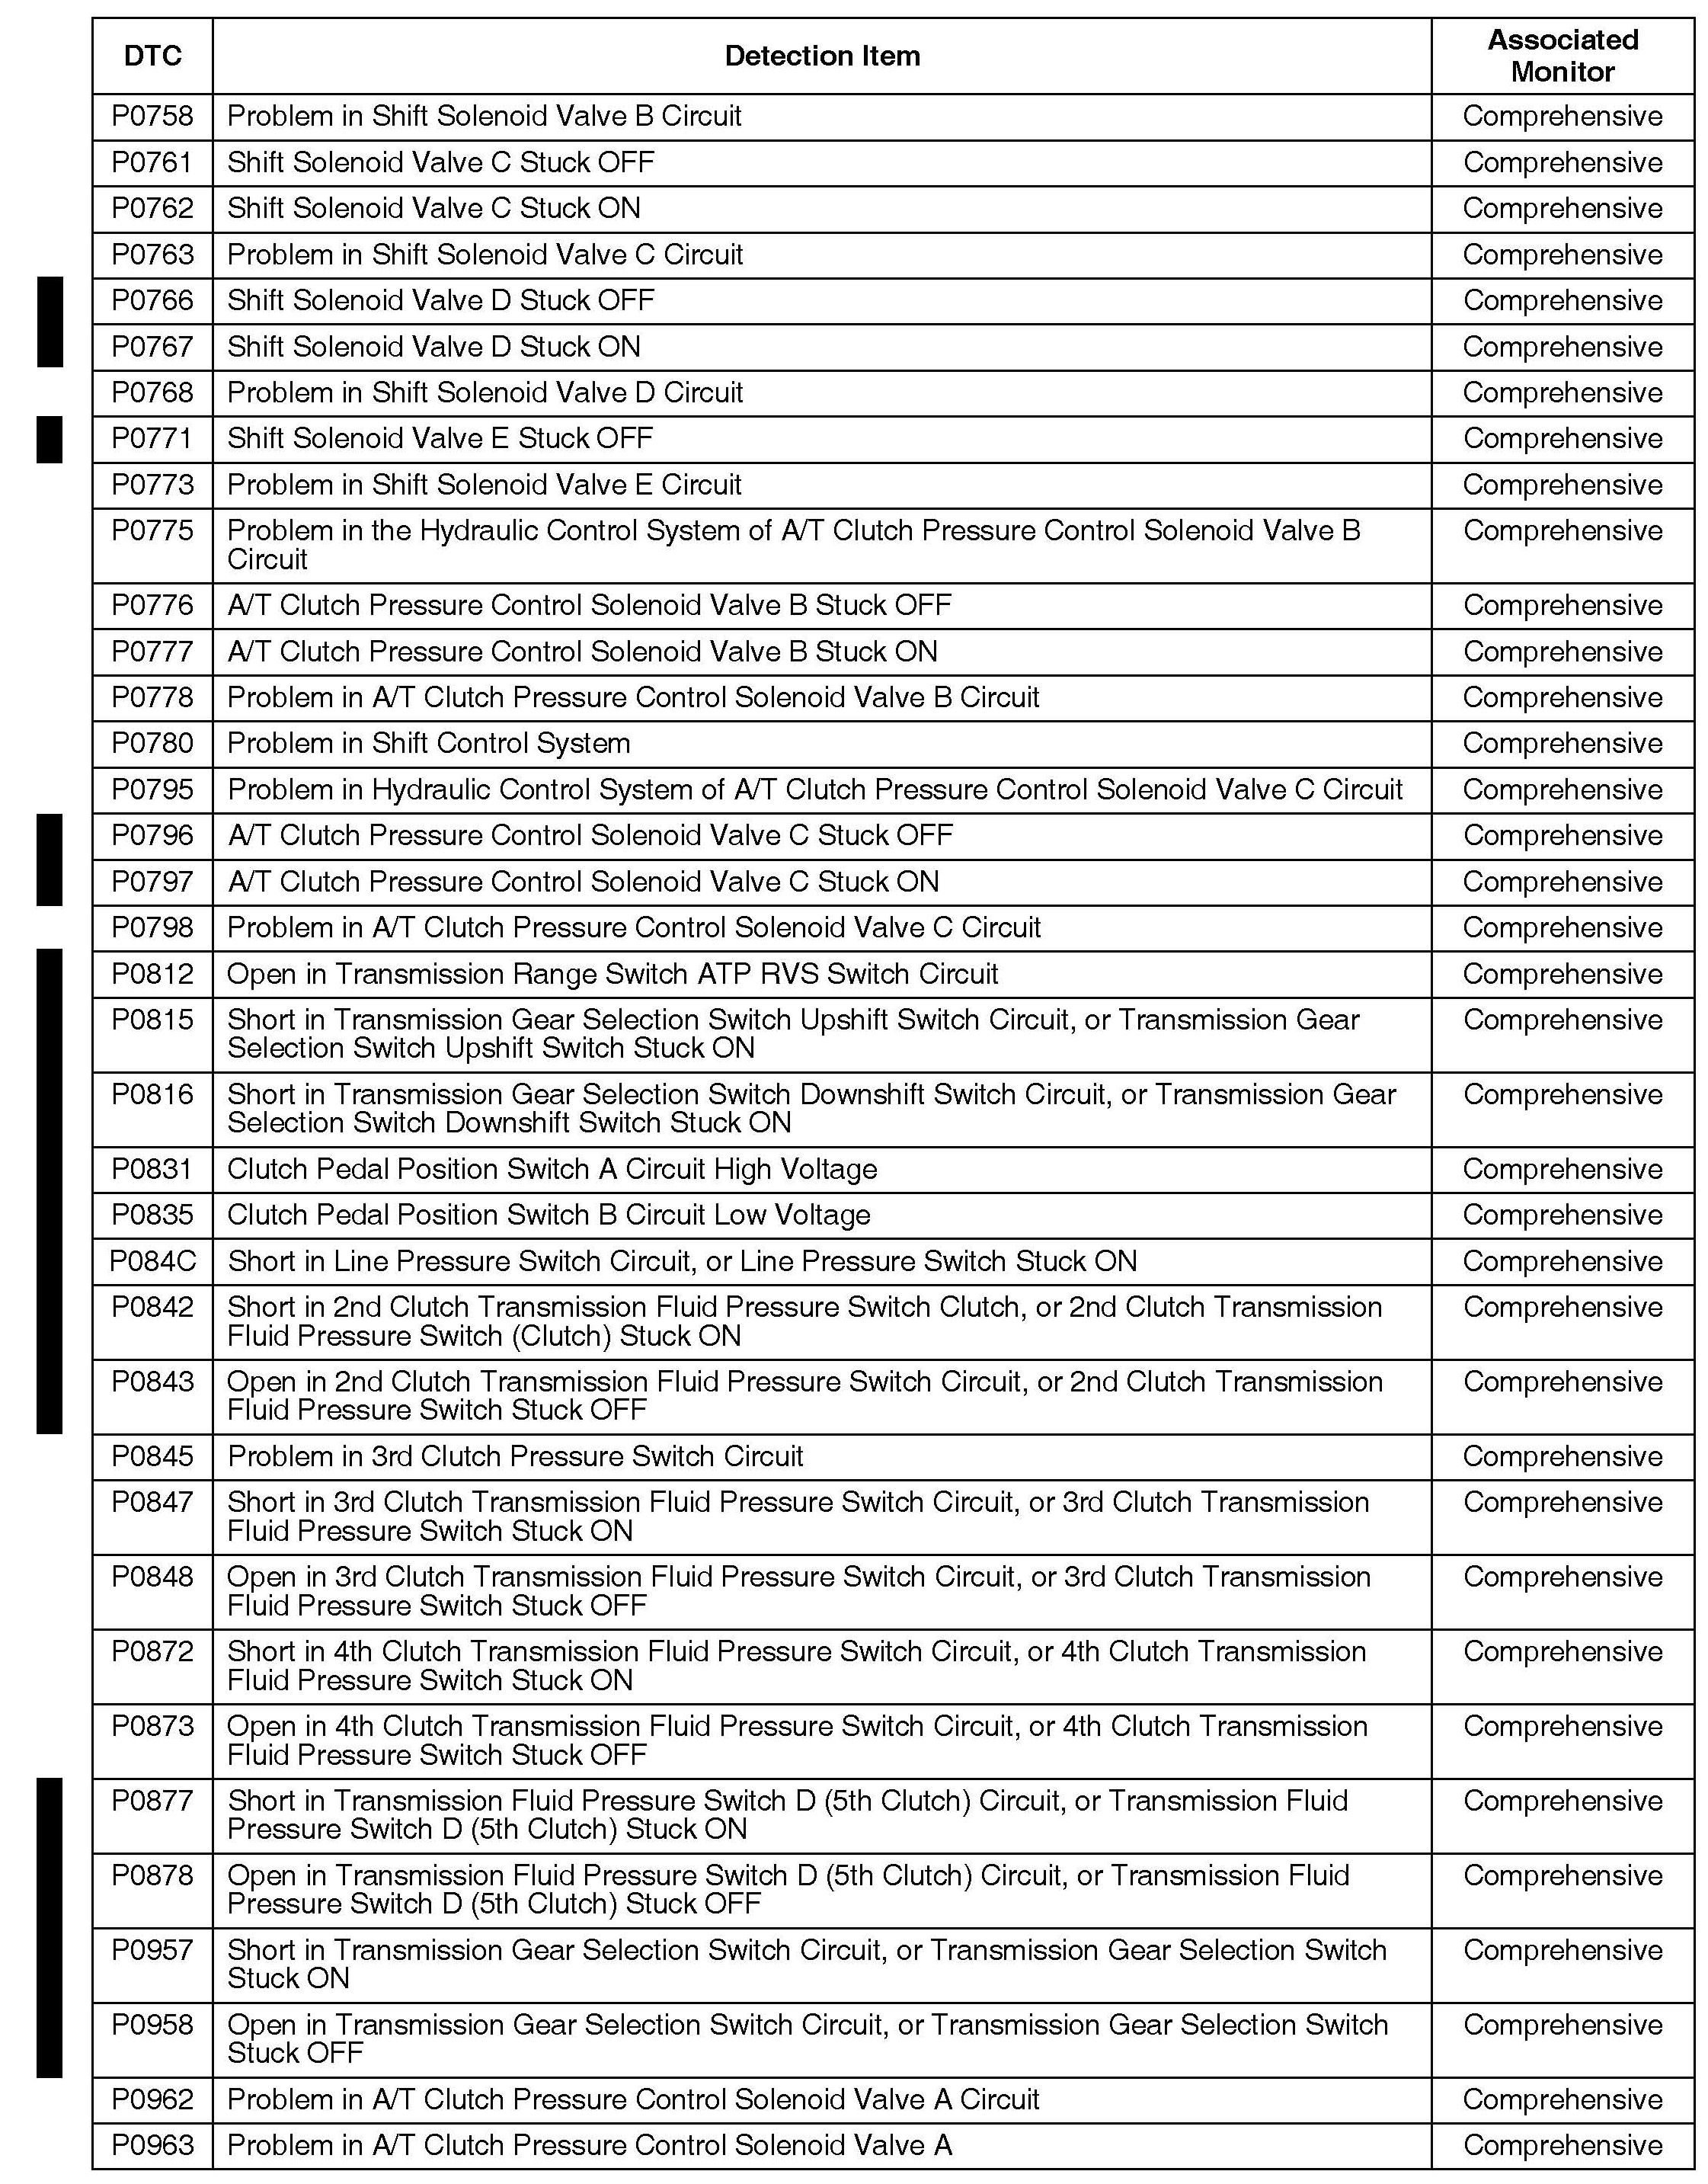 DTC Detection Item Associated
Monitor
P0758 Problem in Shift Solenoid Valve B Circuit Comprehensive
P0761 Shift Solenoid Valve C Stuck OFF Comprehensive
P0762 Shift Solenoid Valve C Stuck ON Comprehensive
P0763 Problem in Shift Solenoid Valve C Circuit Comprehensive
P0766 Shift Solenoid Valve D Stuck OFF Comprehensive
P0767 Shift Solenoid Valve D Stuck ON Comprehensive
P0768 Problem in Shift Solenoid Valve D Circuit Comprehensive
P0771 Shift Solenoid Valve E Stuck OFF Comprehensive
P0773 Problem in Shift Solenoid Valve E Circuit Comprehensive
P0775 Problem in the Hydraulic Control System of A/T Clutch Pressure Control Solenoid Valve B Comprehensive
Circuit
P0776 A/T Clutch Pressure Control Solenoid Valve B Stuck OFF Comprehensive
P0777 A/T Clutch Pressure Control Solenoid Valve B Stuck ON Comprehensive
P0778 Problem in A/T Clutch Pressure Control Solenoid Valve B Circuit Comprehensive
P0780 Problem in Shift Control System Comprehensive
P0795 Problem in Hydraulic Control System of A/T Clutch Pressure Control Solenoid Valve C Circuit Comprehensive
P0796 A/T Clutch Pressure Control Solenoid Valve C Stuck OFF Comprehensive
P0797 A/T Clutch Pressure Control Solenoid Valve C Stuck ON Comprehensive
P0798 Problem in A/T Clutch Pressure Control Solenoid Valve C Circuit Comprehensive
P0812 Open in Transmission Range Switch ATP RVS Switch Circuit Comprehensive
P0815 Short in Transmission Gear Selection Switch Upshift Switch Circuit, or Transmission Gear Comprehensive
Selection Switch Upshift Switch Stuck ON
P0816 Short in Transmission Gear Selection Switch Downshift Switch Circuit, or Transmission Gear Comprehensive
Selection Switch Downshift Switch Stuck ON
P0831 Clutch Pedal Position Switch A Circuit High Voltage Comprehensive
P0835 Clutch Pedal Position Switch B Circuit Low Voltage Comprehensive
P084C Short in Line Pressure Switch Circuit, or Line Pressure Switch Stuck ON Comprehensive
P0842 Short in 2nd Clutch Transmission Fluid Pressure Switch Clutch, or 2nd Clutch Transmission Comprehensive
Fluid Pressure Switch (Clutch) Stuck ON
P0843 Open in 2nd Clutch Transmission Fluid Pressure Switch Circuit, or 2nd Clutch Transmission Comprehensive
Fluid Pressure Switch Stuck OFF
P0845 Problem in 3rd Clutch Pressure Switch Circuit Comprehensive
P0847 Short in 3rd Clutch Transmission Fluid Pressure Switch Circuit, or 3rd Clutch Transmission Comprehensive
Fluid Pressure Switch Stuck ON
P0848 Open in 3rd Clutch Transmission Fluid Pressure Switch Circuit, or 3rd Clutch Transmission Comprehensive
Fluid Pressure Switch Stuck OFF
P0872 Short in 4th Clutch Transmission Fluid Pressure Switch Circuit, or 4th Clutch Transmission Comprehensive
Fluid Pressure Switch Stuck ON
P0873 Open in 4th Clutch Transmission Fluid Pressure Switch Circuit, or 4th Clutch Transmission Comprehensive
Fluid Pressure Switch Stuck OFF
P0877 Short in Transmission Fluid Pressure Switch D (5th Clutch) Circuit, or Transmission Fluid Comprehensive
Pressure Switch D (5th Clutch) Stuck ON
P0878 Open in Transmission Fluid Pressure Switch D (5th Clutch) Circuit, or Transmission Fluid Comprehensive
Pressure Switch D (5th Clutch) Stuck OFF
P0957 Short in Transmission Gear Selection Switch Circuit, or Transmission Gear Selection Switch Comprehensive
Stuck ON
P0958 Open in Transmission Gear Selection Switch Circuit, or Transmission Gear Selection Switch Comprehensive
Stuck OFF
P0962 Problem in A/T Clutch Pressure Control Solenoid Valve A Circuit Comprehensive
P0963 Problem in A/T Clutch Pressure Control Solenoid Valve A Comprehensive